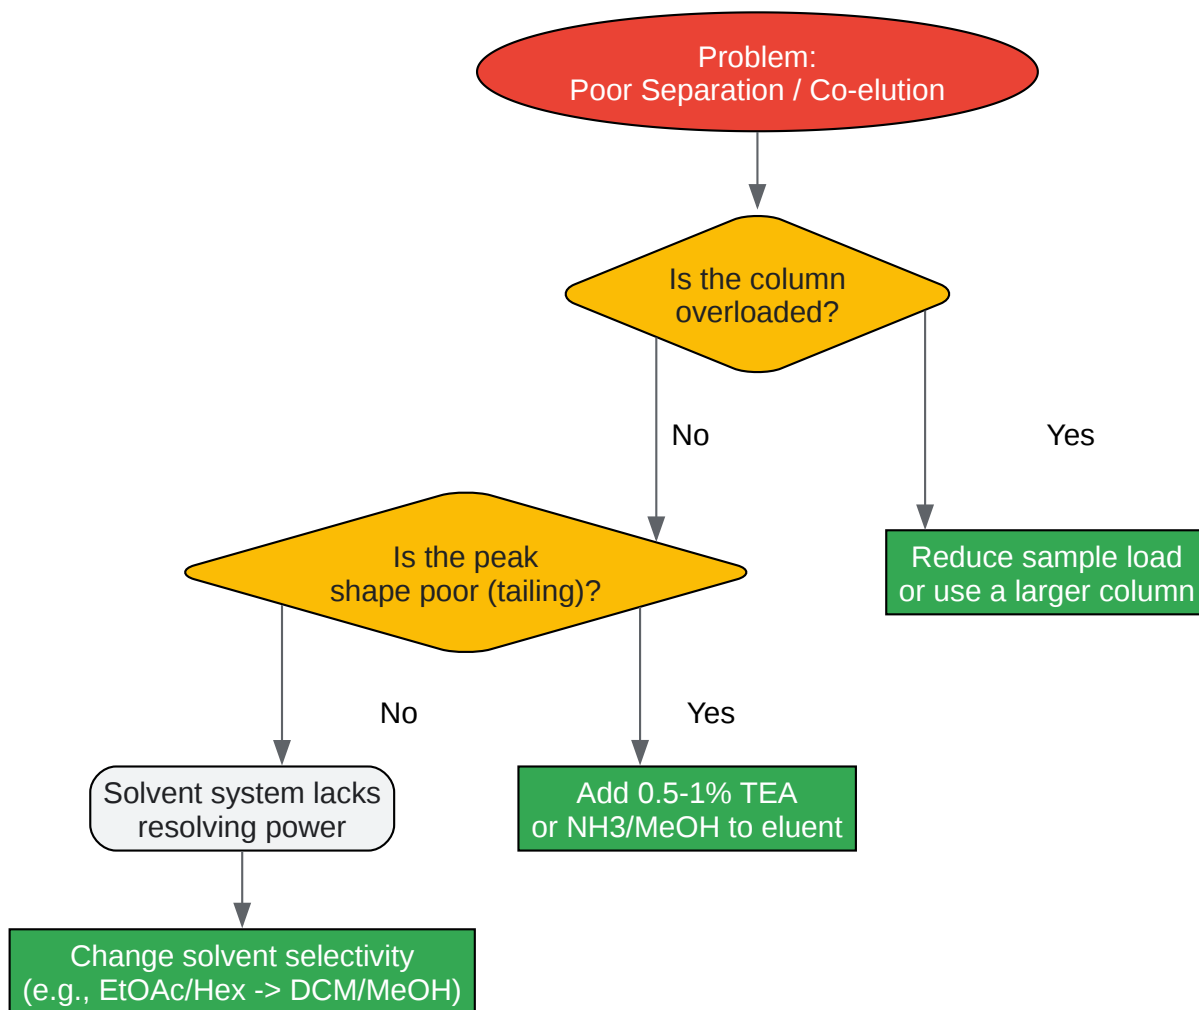 Problem:
Poor Separation / Co-elution
Is the column
overloaded?
No
Yes
Is the peak
shape poor (tailing)?
Reduce sample load
or use a larger column
No
Yes
Solvent system lacks
resolving power
Add 0.5-1% TEA
or NH3/MeOH to eluent
Change solvent selectivity
(e.g., EtOAc/Hex -> DCM/MeOH)